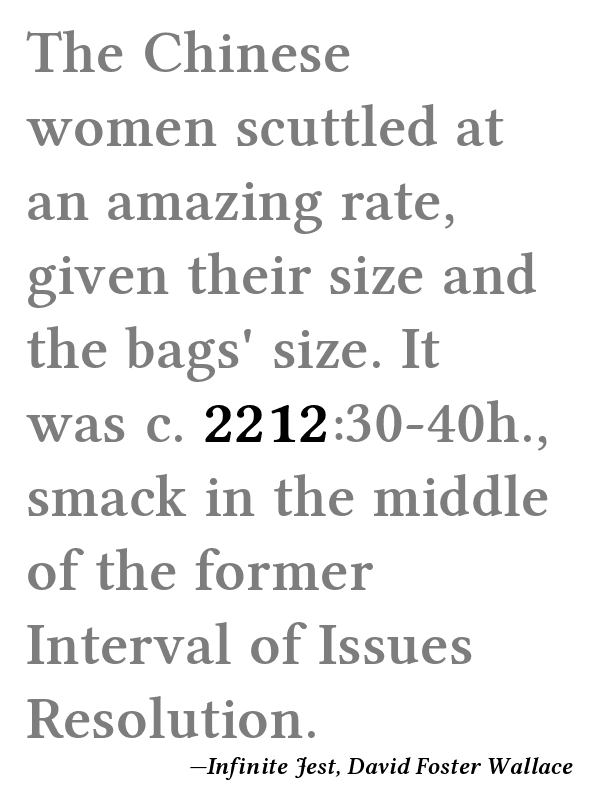 The Chinese
women scuttled at
an amazing rate,
given their size and
the bags' size. It
was c. 2212:30-40h.,
smack in the middle
of the former
Interval of Issues
Resolution.
—Infinite Jest, David Foster Wallace